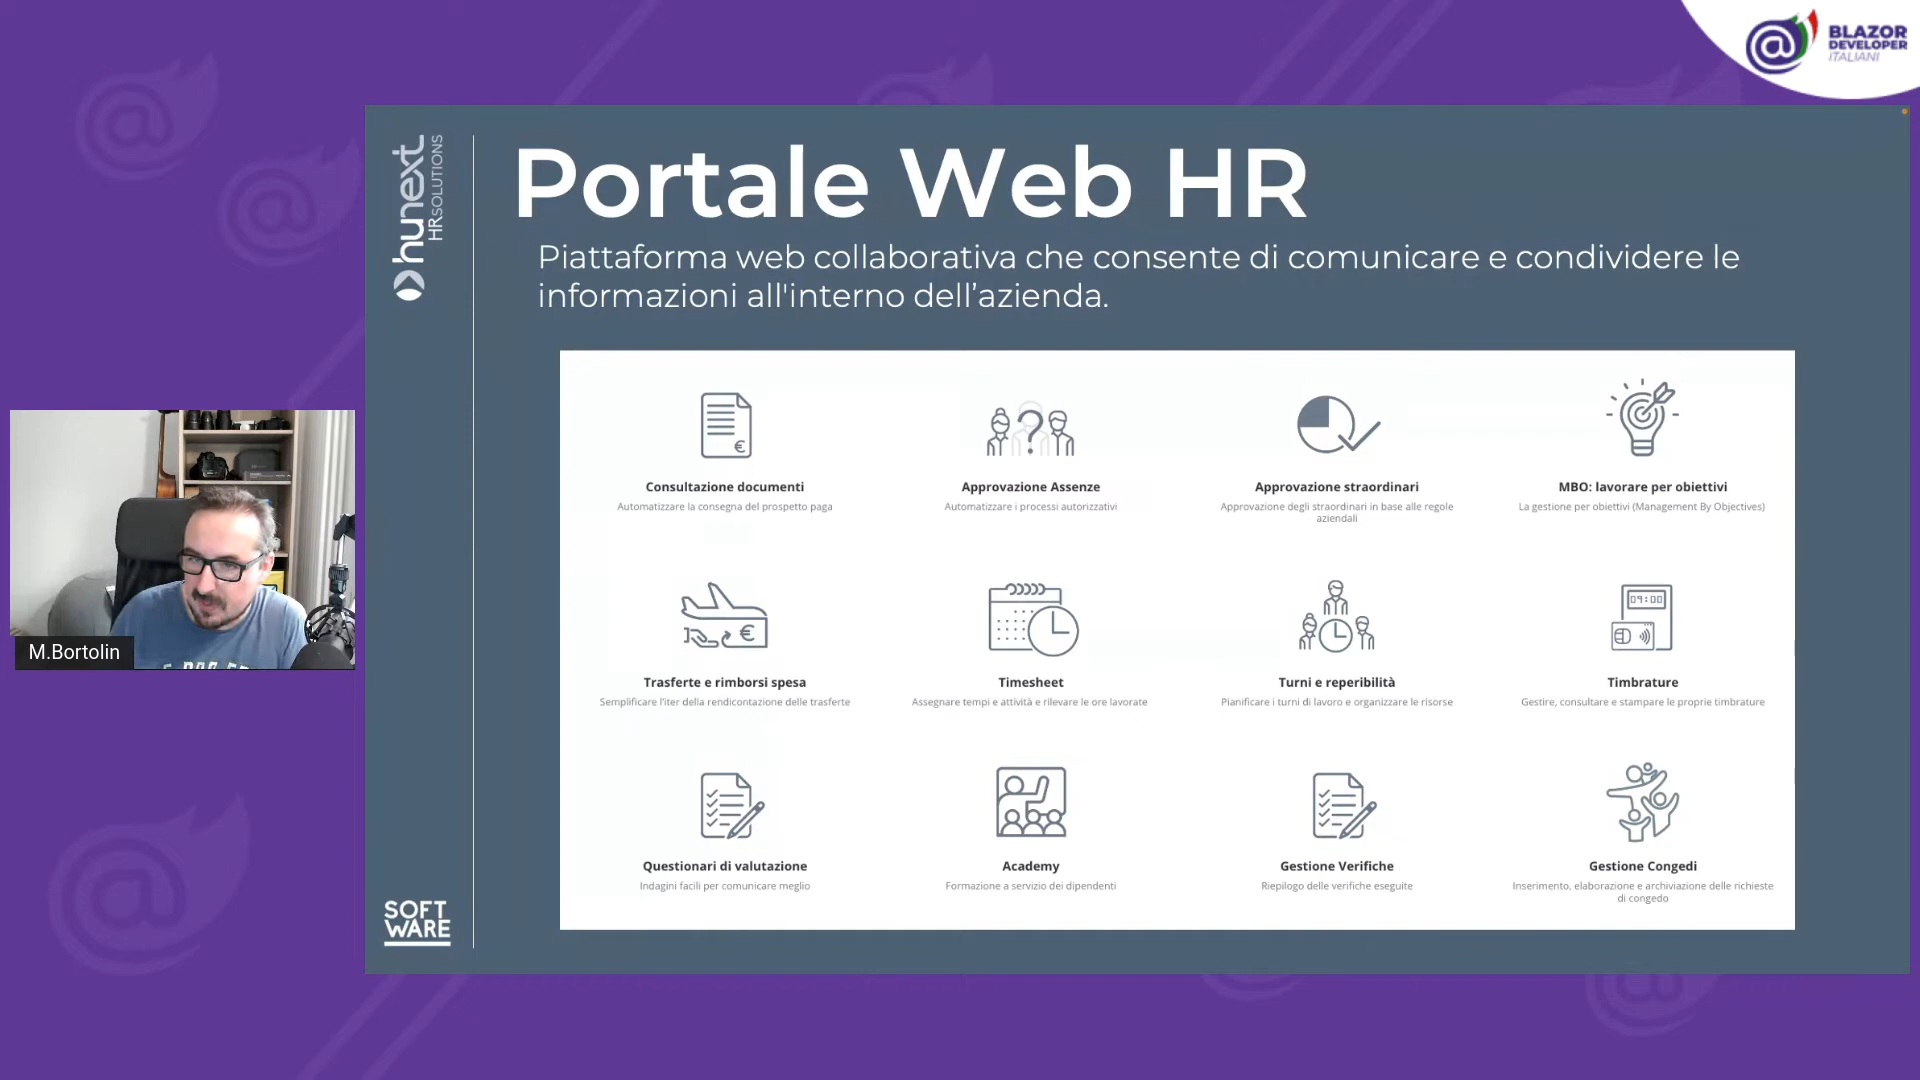 BLAZOR
DEVELOPER
ITALIANI
hunext
HRSOLUTIONS
Portale Web HR
Piattaforma web collaborativa che consente di comunicare e condividere le
informazioni all'interno dell’azienda.
€
Consultazione documenti
Automatizzare la consegna del prospetto paga
?
Approvazione Assenze
Automatizzare i processi autorizzativi
Approvazione straordinari
Approvazione degli straordinari in base alle regole
aziendali
MBO: lavorare per obiettivi
La gestione per obiettivi (Management By Objectives)
€
Trasferte e rimborsi spesa
Semplificare l’iter della rendicontazione delle trasferte
Timesheet
Assegnare tempi e attività e rilevare le ore lavorate
Turni e reperibilità
Pianificare i turni di lavoro e organizzare le risorse
09:00
Timbrature
Gestire, consultare e stampare le proprie timbrature
Questionari di valutazione
Indagini facili per comunicare meglio
Academy
Formazione a servizio dei dipendenti
Gestione Verifiche
Riepilogo delle verifiche eseguite
Gestione Congedi
Inserimento, elaborazione e archiviazione delle richieste
di congedo
M.Bortolin
SOFT
WARE